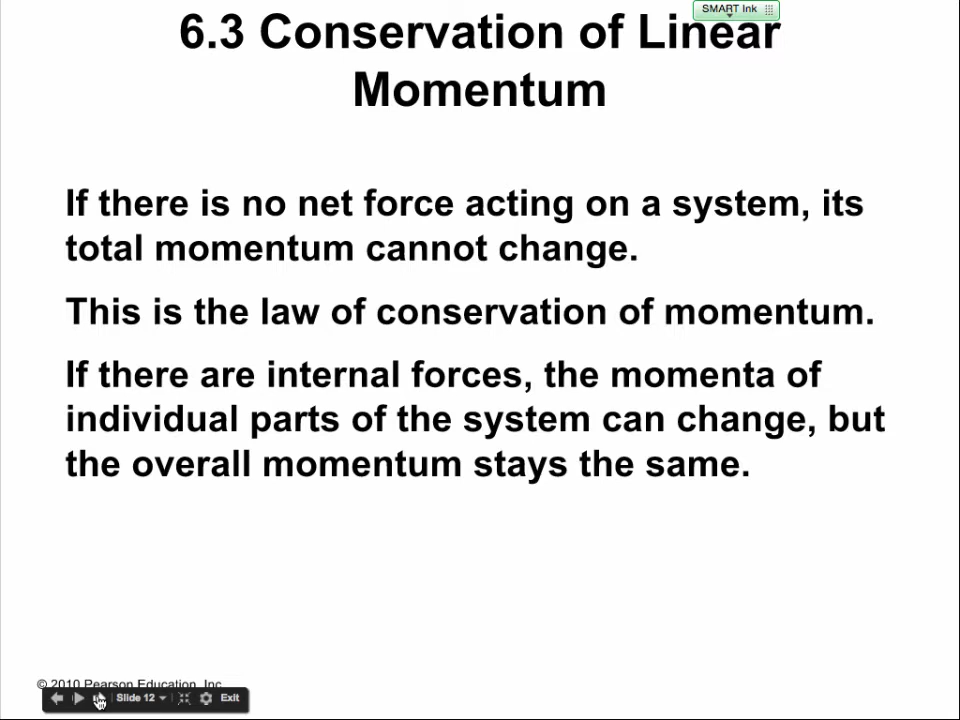 SMART Ink
6.3 Conservation of Linear
Momentum
If there is no net force acting on a system, its
total momentum cannot change.
This is the law of conservation of momentum.
If there are internal forces, the momenta of
individual parts of the system can change, but
the overall momentum stays the same.
© 2010 Pearson Education, Inc
Slide 12 Exit